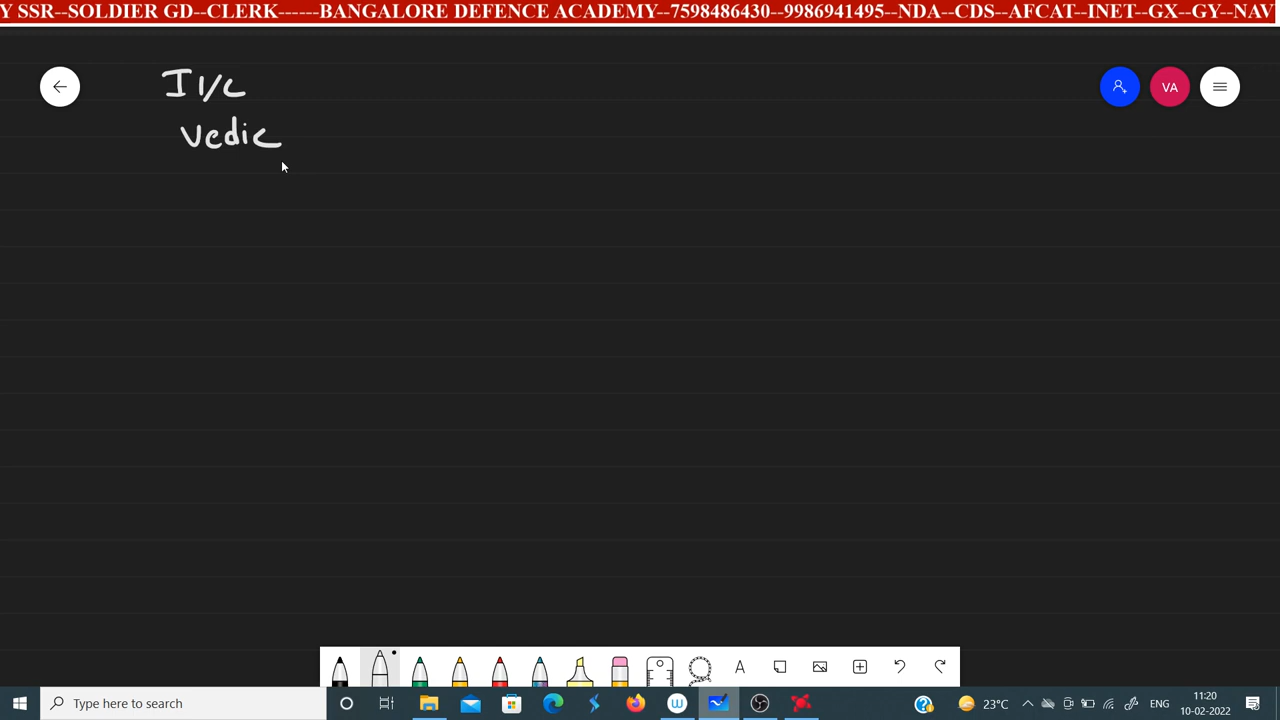 Y SSR--SOLDIER GD--CLERK------BANGALORE DEFENCE ACADEMY--7598486430--9986941495--NDA--CDS--AFCAT--INET--GX--GY--NAV
I V/C
Vedic
VA
A
Type here to search
23°C
ENG
11:20
10-02-2022